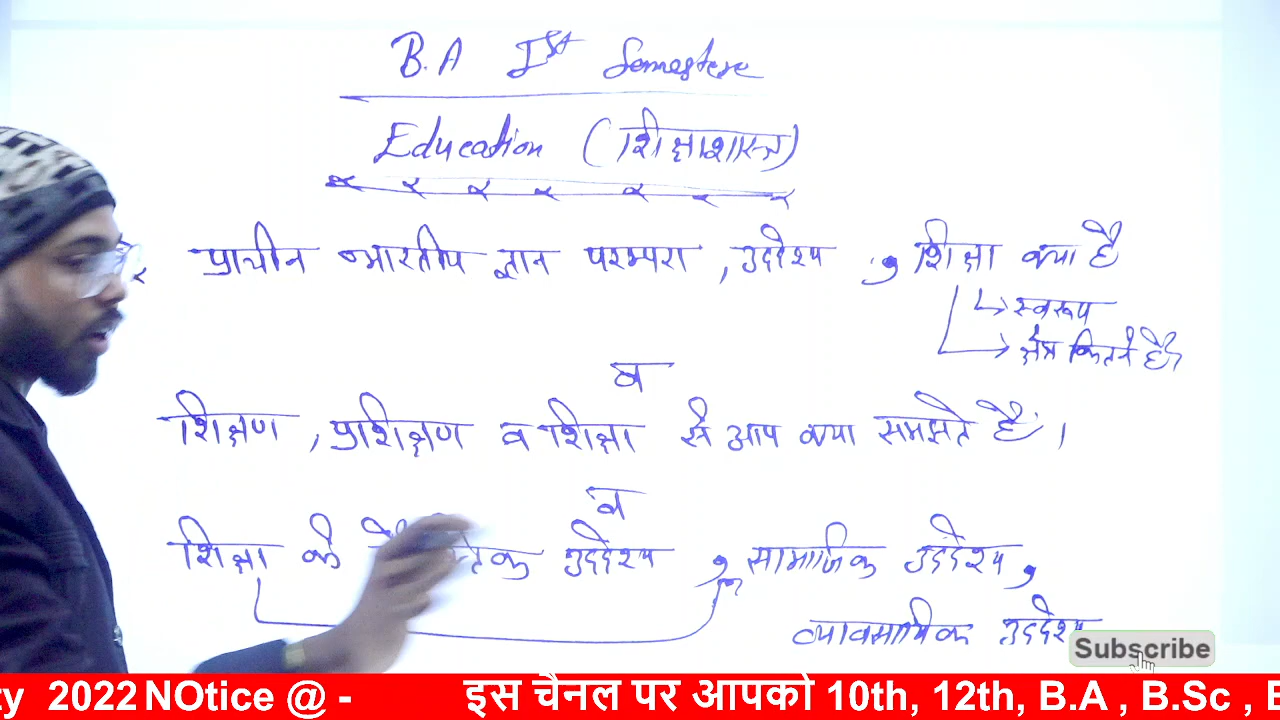 B.A Ist Semestere
Education (शिक्षाशास्त्र)
प्राचीन भारतीय ज्ञान परम्परा , उद्देश्य , शिक्षा क्या है
स्वरूप
क्षेत्र कितने है?
व
शिक्षण , प्रशिक्षण व शिक्षा से आप क्या समझते है ।
व
शिक्षा के उद्देश्य , सामाजिक उद्देश्य ,
व्यावसायिक उद्देश्य
Subscribe
ty 2022 NOtice @ - इस चैनल पर आपको 10th, 12th, B.A , B.Sc , B